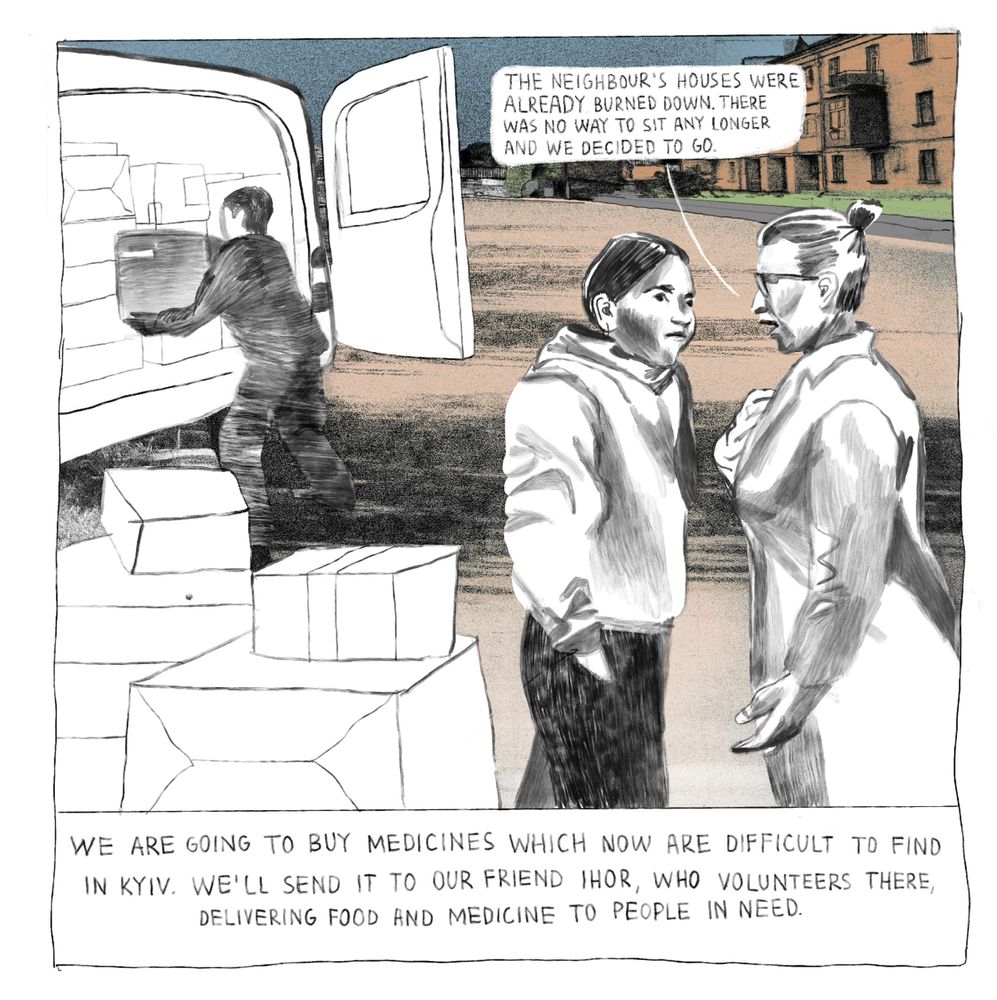 THE NEIGHBOUR'S HOUSES WERE
ALREADY BURNED DOWN. THERE
WAS NO WAY TO SIT ANY LONGER
AND WE DECIDED TO GO.
WE ARE GOING TO BUY MEDICINES WHICH NOW ARE DIFFICULT TO FIND
IN KYIV. WE'LL SEND IT TO OUR FRIEND IHOR, WHO VOLUNTEERS THERE,
DELIVERING FOOD AND MEDICINE TO PEOPLE IN NEED.